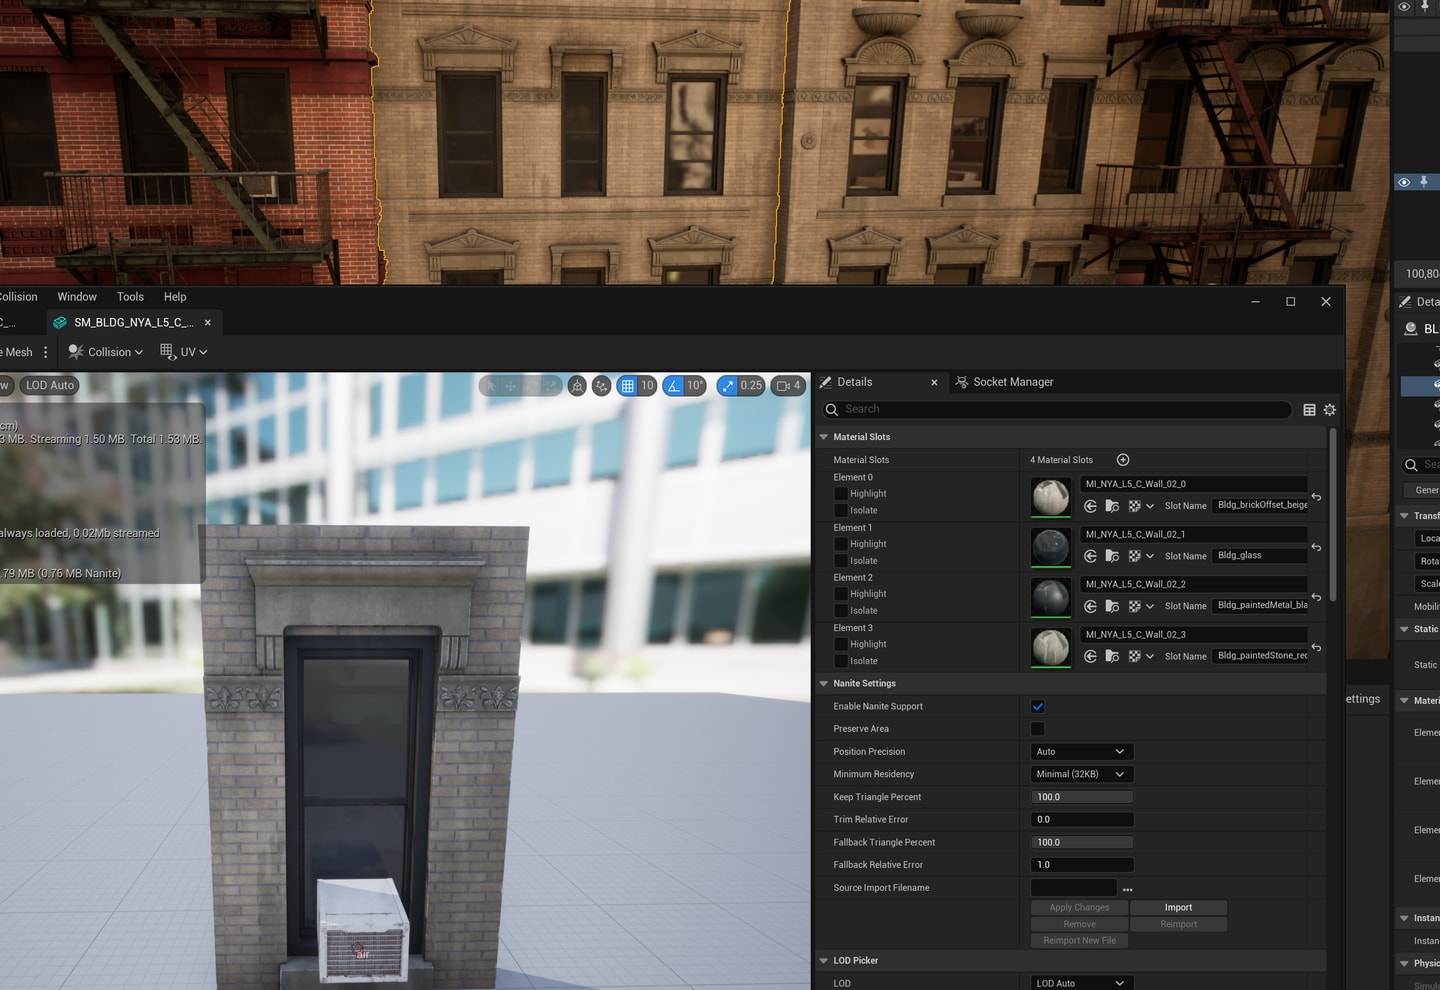 Collision Window Tools Help
C_... SM_BLDG_NYA_L5_C_...
e Mesh Collision UV
w LOD Auto 10 10° 0.25 4
cm)
3 MB. Streaming 1.50 MB. Total 1.53 MB.
always loaded, 0.02Mb streamed
.79 MB (0.76 MB Nanite)
air
Details Socket Manager
Search
Material Slots
Material Slots 4 Material Slots
Element 0
Highlight
Isolate
MI_NYA_L5_C_Wall_02_0
Slot Name Bldg_brickOffset_beige
Element 1
Highlight
Isolate
MI_NYA_L5_C_Wall_02_1
Slot Name Bldg_glass
Element 2
Highlight
Isolate
MI_NYA_L5_C_Wall_02_2
Slot Name Bldg_paintedMetal_bla
Element 3
Highlight
Isolate
MI_NYA_L5_C_Wall_02_3
Slot Name Bldg_paintedStone_rec
Nanite Settings
Enable Nanite Support
Preserve Area
Position Precision Auto
Minimum Residency Minimal (32KB)
Keep Triangle Percent 100.0
Trim Relative Error 0.0
Fallback Triangle Percent 100.0
Fallback Relative Error 1.0
Source Import Filename ...
Apply Changes Import
Remove Reimport
Reimport New File
LOD Picker
LOD LOD Auto
ettings
100,80
Deta
BL
Sea
Gener
Transf
Loca
Rota
Scale
Mobili
Static
Static
Materi
Eleme
Eleme
Eleme
Eleme
Instan
Instan
Physic
Simula